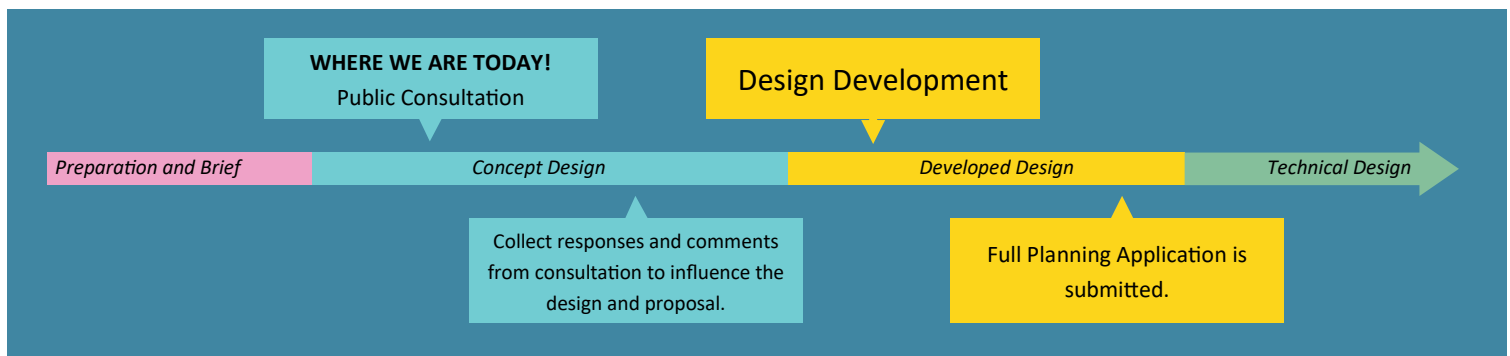 WHERE WE ARE TODAY!
Public Consultation
Design Development
Preparation and Brief
Concept Design
Developed Design
Technical Design
Collect responses and comments
from consultation to influence the
design and proposal.
Full Planning Application is
submitted.